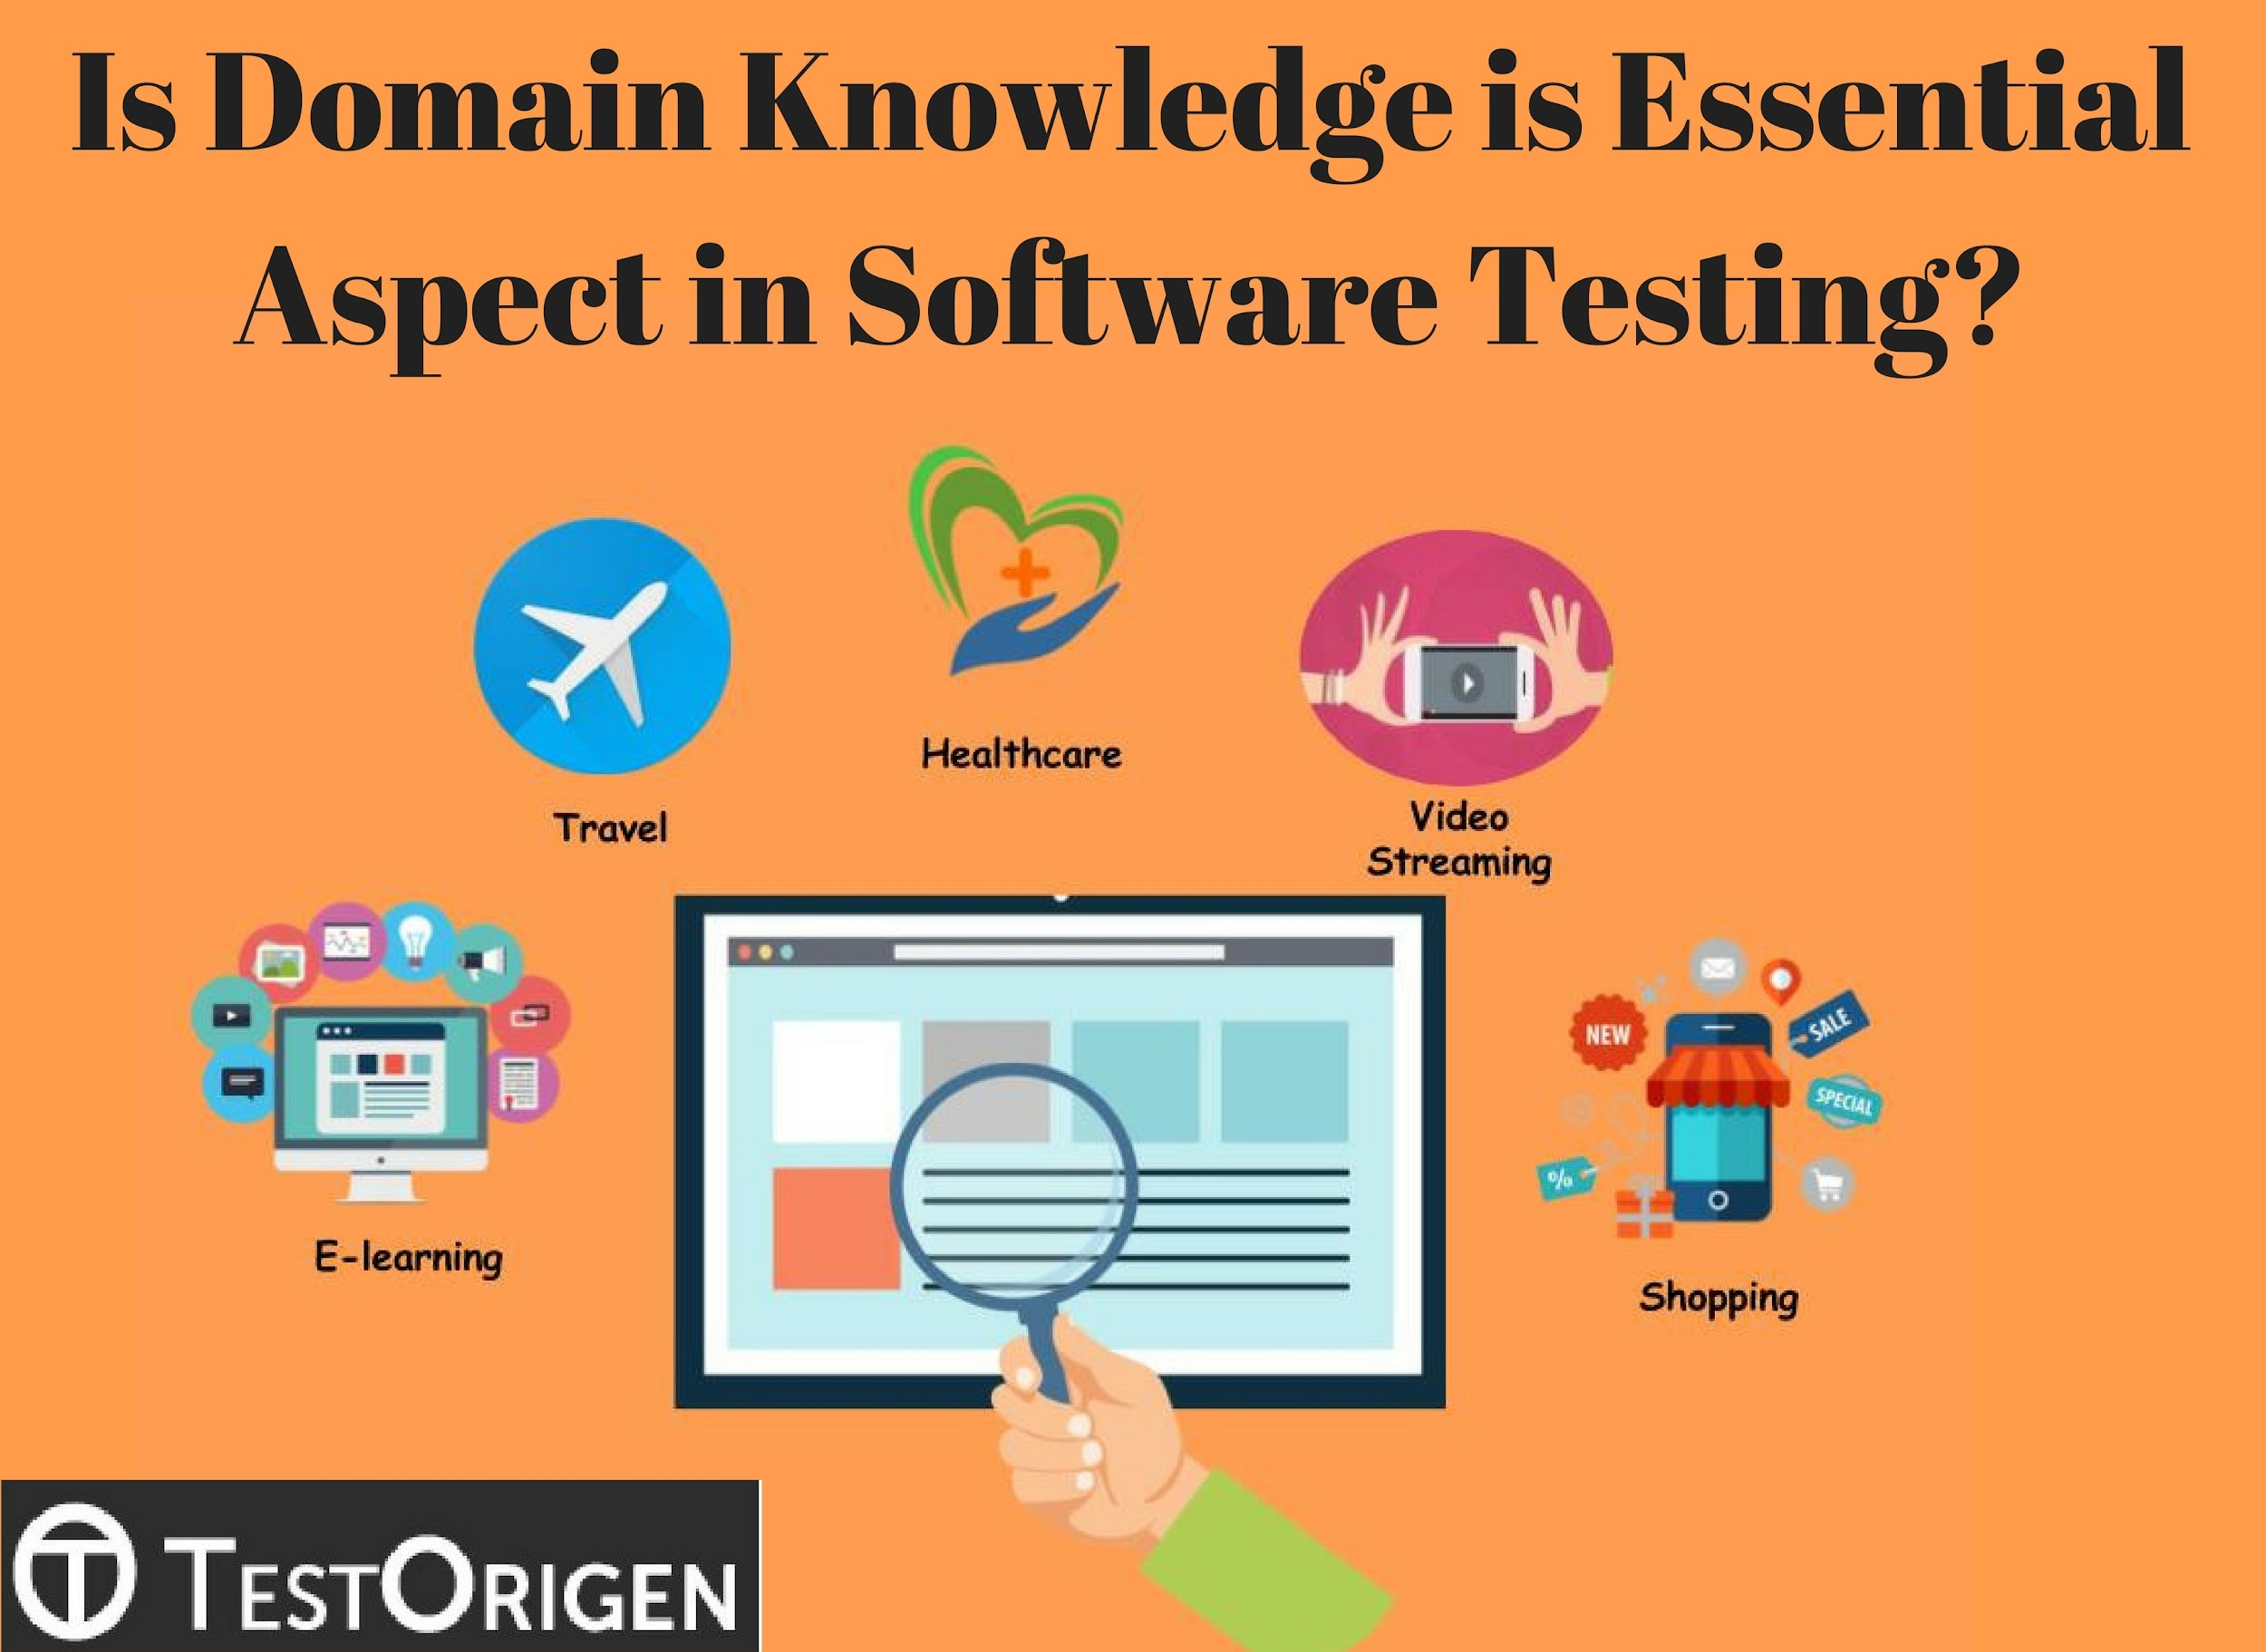 Is Domain Knowledge is Essential
Aspect in Software Testing?
Healthcare
Travel
Video
Streaming
NEW
SALE
SPECIAL
%
E-learning
Shopping
TESTORIGEN